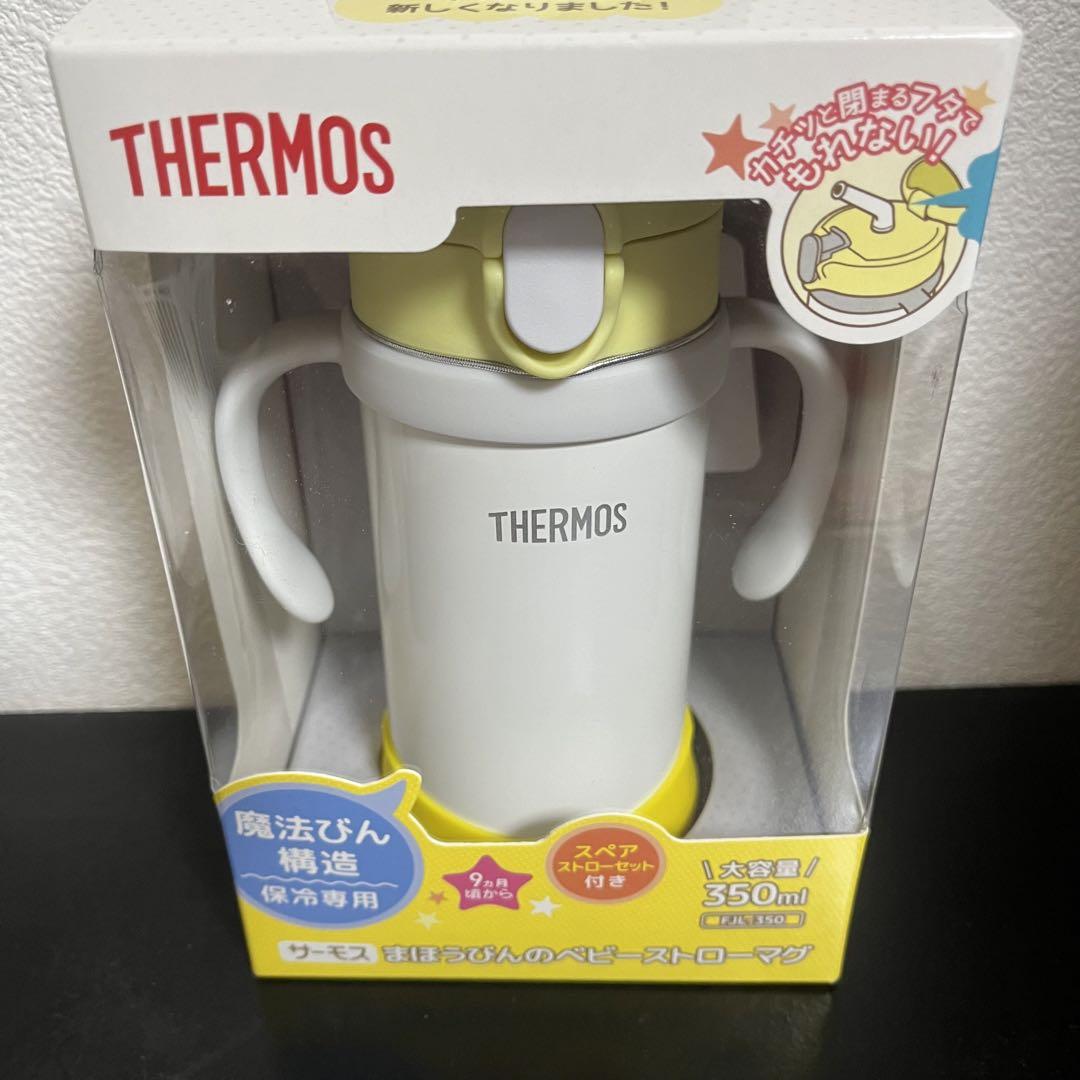 新しくなりました!
THERMOS
カチッと閉まるフタで
もれない!!
THERMOS
魔法びん
構造
保冷専用
9ヵ月
頃から
スペア
ストローセット
付き
大容量
350ml
FJL-350
サーモス まほうびんのベビーストローマグ